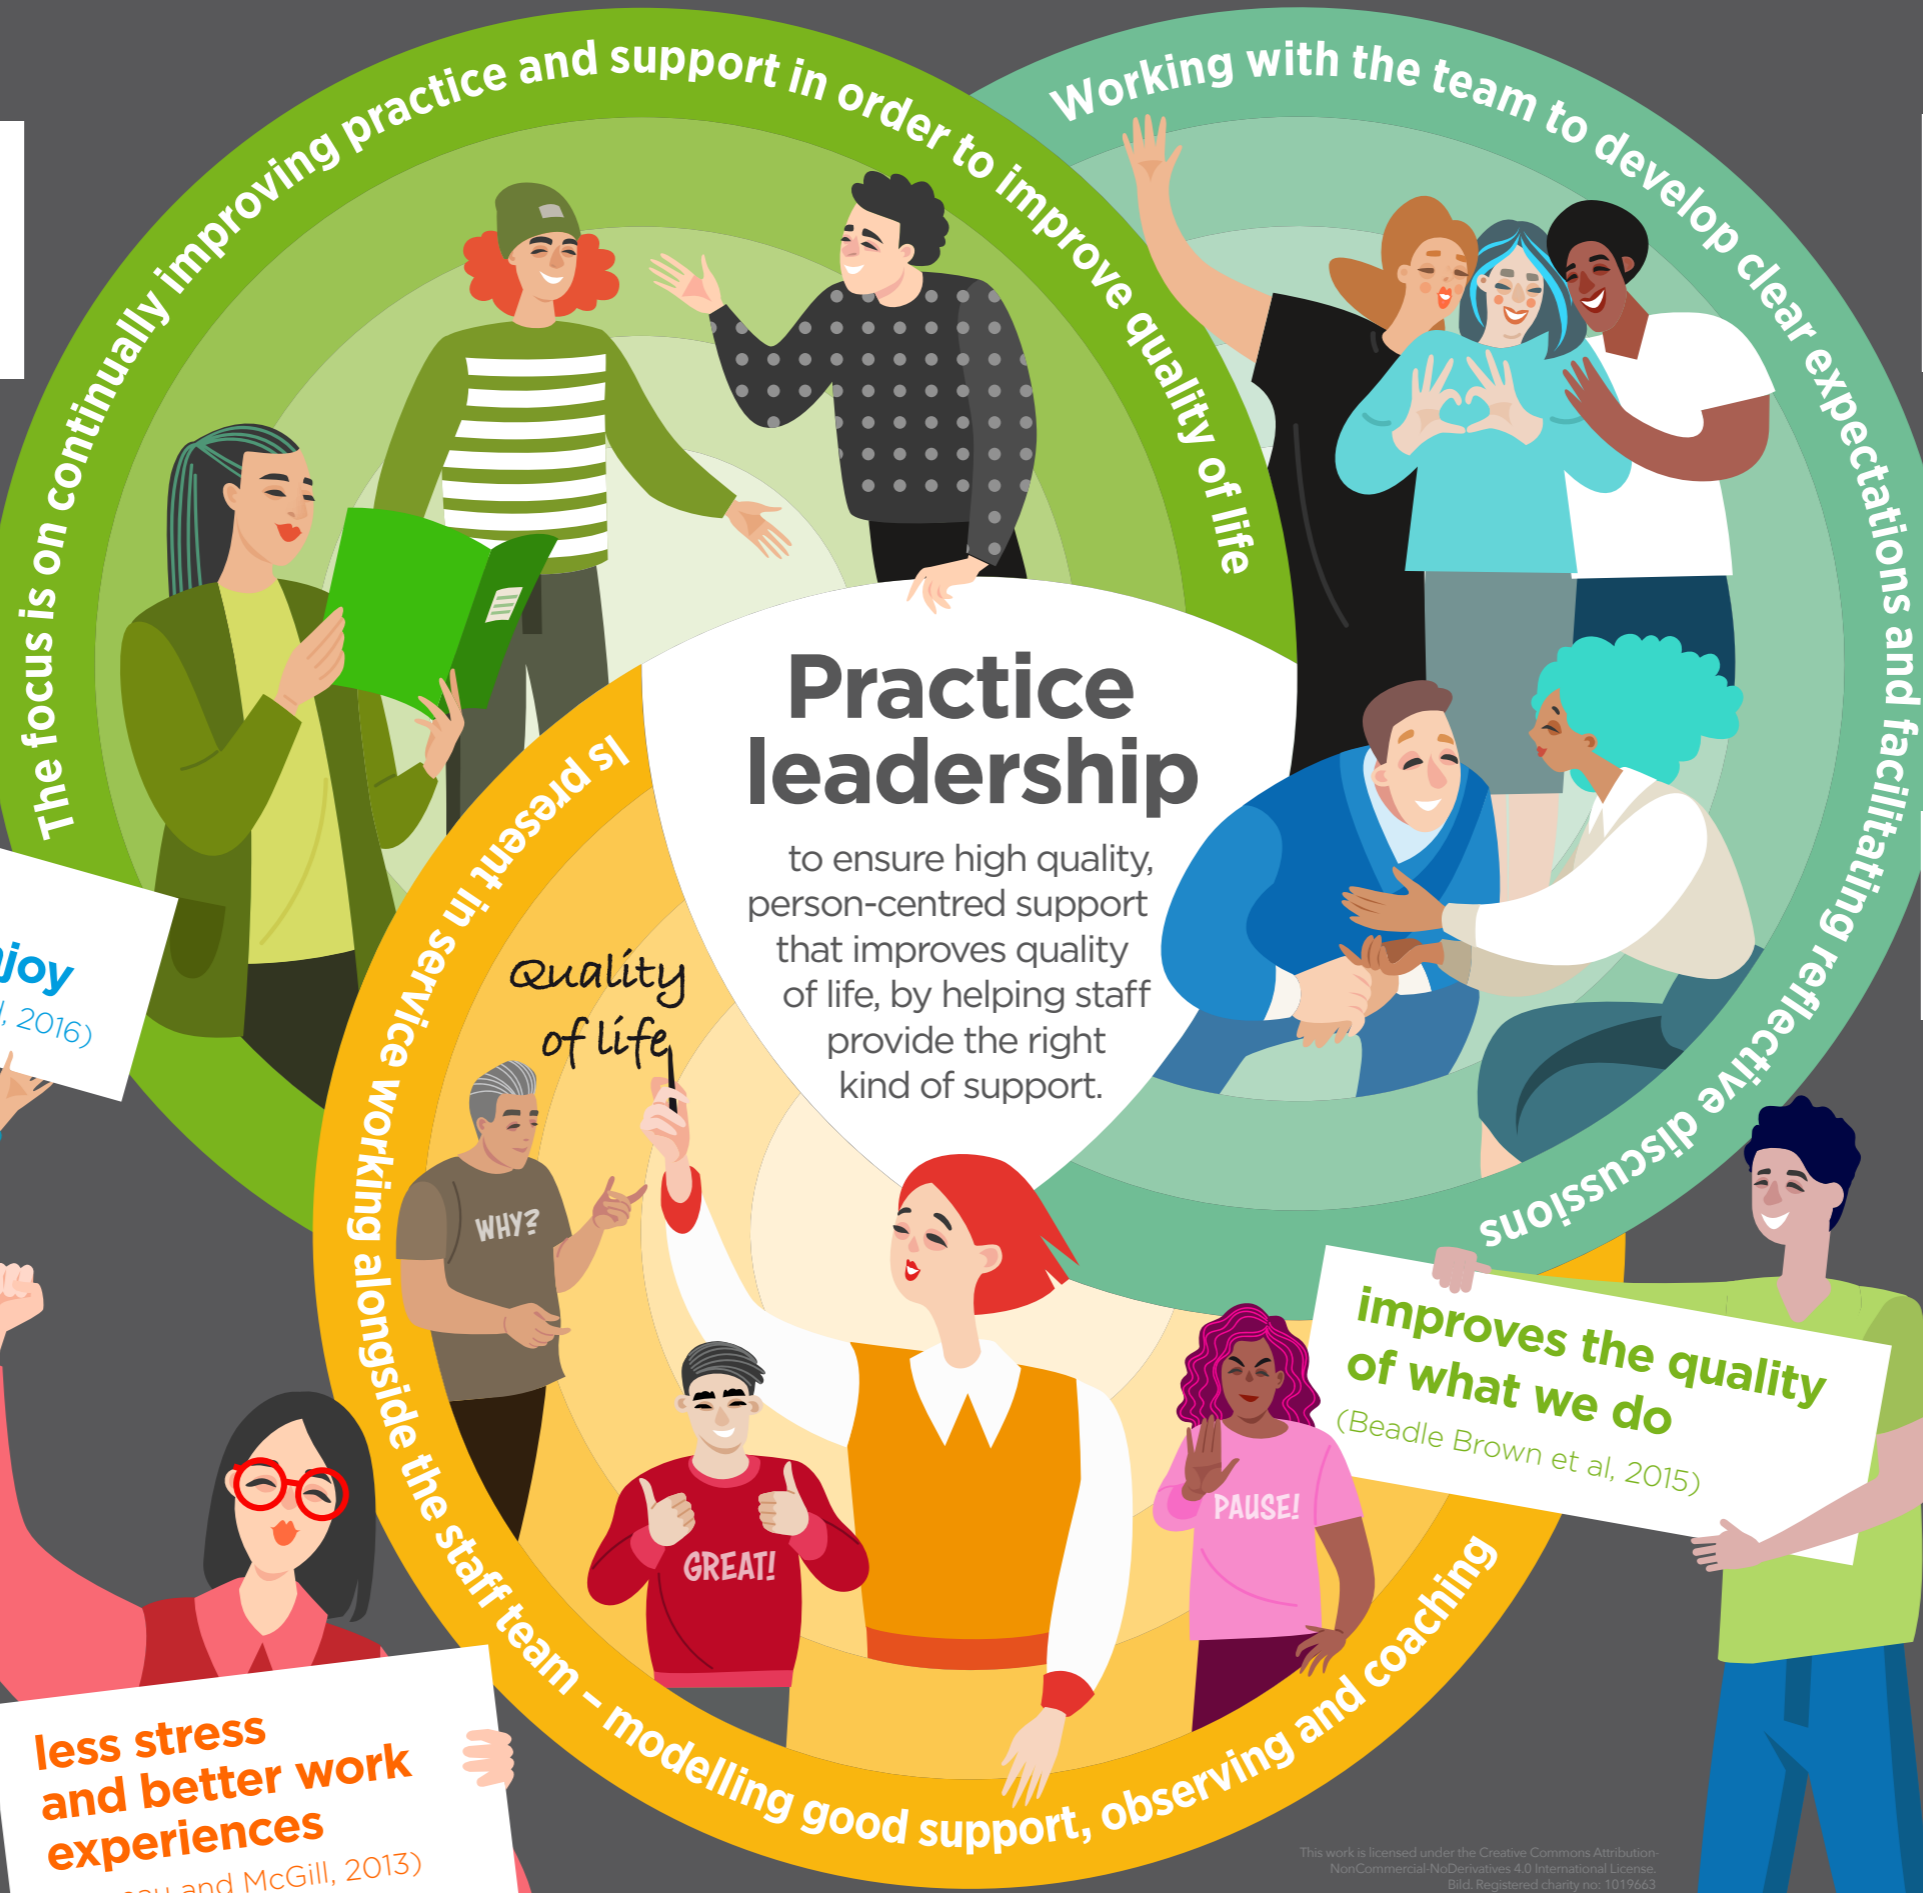 The focus is on continually improving practice and support in order to improve quality of life
Working with the team to develop clear expectations and facilitating reflective discussions
Practice
leadership
to ensure high quality,
person-centred support
that improves quality
of life, by helping staff
provide the right
kind of support.
Is present in service working alongside the staff team – modelling good support, observing and coaching
Quality
of life
WHY?
GREAT!
PAUSE!
joy
, 2016)
improves the quality
of what we do
(Beadle Brown et al, 2015)
less stress
and better work
experiences
and McGill, 2013)
This work is licensed under the Creative Commons Attribution-
NonCommercial-NoDerivatives 4.0 International License.
Bild. Registered charity no: 1019663